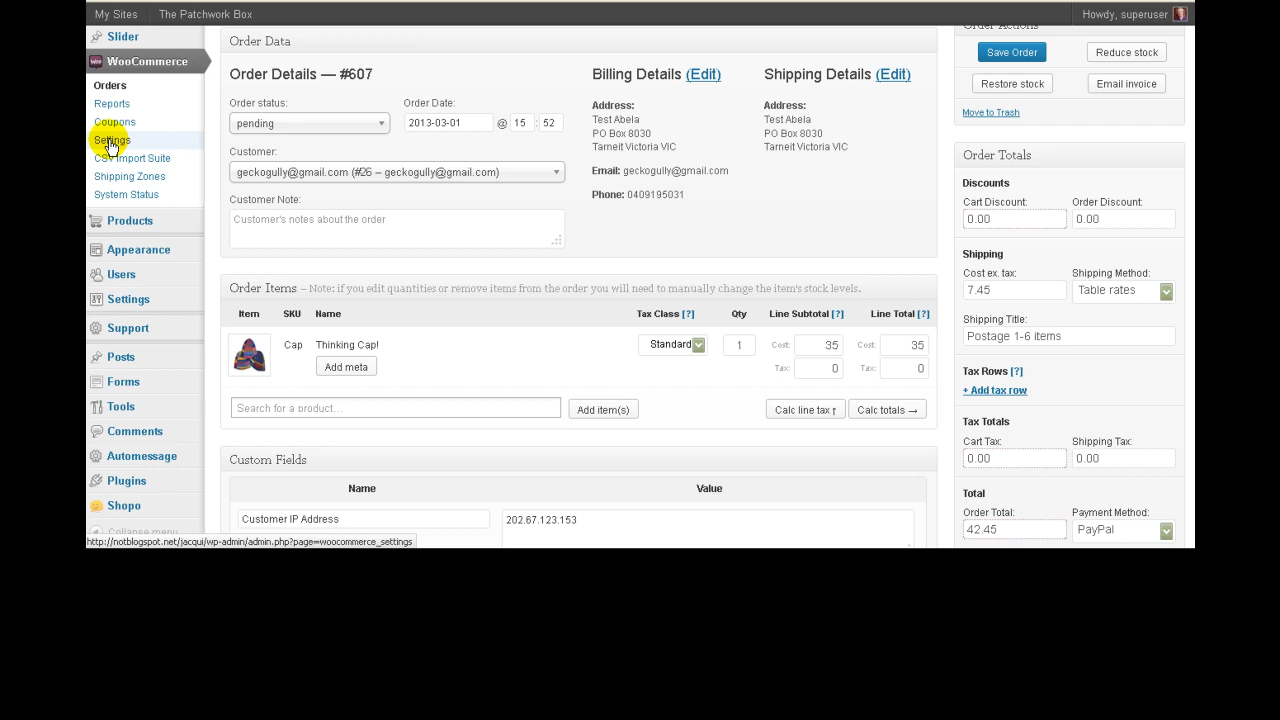 My Sites The Patchwork Box Howdy, superuser
Slider
WooCommerce
Orders
Reports
Coupons
Settings
CSV Import Suite
Shipping Zones
System Status
Products
Appearance
Users
Settings
Support
Posts
Forms
Tools
Comments
Automessage
Plugins
Shopo
Collapse menu
http://notblogspot.net/jacqui/wp-admin/admin.php?page=woocommerce_settings
Order Data
Order Details — #607
Order status: Order Date:
pending 2013-03-01 @ 15 : 52
Customer:
geckogully@gmail.com (#26 – geckogully@gmail.com)
Customer Note:
Customer's notes about the order
Billing Details (Edit)
Address:
Test Abela
PO Box 8030
Tarneit Victoria VIC
Email: geckogully@gmail.com
Phone: 0409195031
Shipping Details (Edit)
Address:
Test Abela
PO Box 8030
Tarneit Victoria VIC
Order Items – Note: if you edit quantities or remove items from the order you will need to manually change the item's stock levels.
Item SKU Name Tax Class [?] Qty Line Subtotal [?] Line Total [?]
Cap Thinking Cap! Standard 1 Cost: 35 Cost: 35
Add meta Tax: 0 Tax: 0
Search for a product... Add item(s) Calc line tax ↑ Calc totals →
Custom Fields
Name Value
Customer IP Address 202.67.123.153
Order Actions
Save Order Reduce stock
Restore stock Email invoice
Move to Trash
Order Totals
Discounts
Cart Discount: Order Discount:
0.00 0.00
Shipping
Cost ex. tax: Shipping Method:
7.45 Table rates
Shipping Title:
Postage 1-6 items
Tax Rows [?]
+ Add tax row
Tax Totals
Cart Tax: Shipping Tax:
0.00 0.00
Total
Order Total: Payment Method:
42.45 PayPal